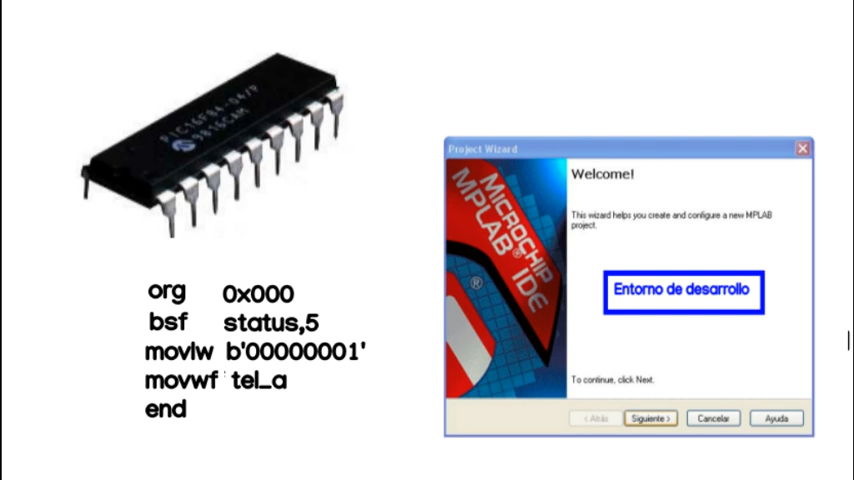 PIC16F84-04/P
9816CAM
org 0x000
bsf status,5
movlw b'00000001'
movwf tel_a
end
Project Wizard
MICROCHIP
MPLAB® IDE
®
Welcome!
This wizard helps you create and configure a new MPLAB
project.
Entorno de desarrollo
To continue, click Next.
< Atrás
Siguiente >
Cancelar
Ayuda